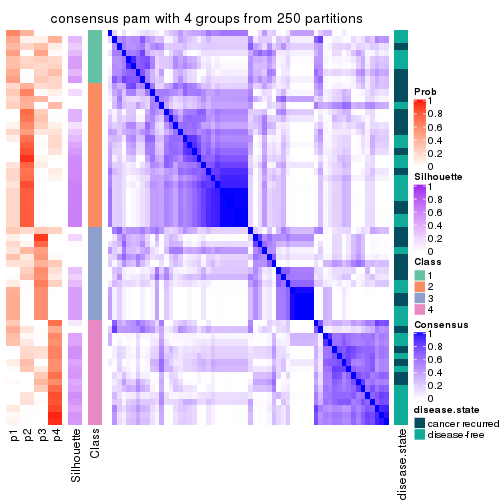 consensus pam with 4 groups from 250 partitions
Prob
1
0.8
0.6
0.4
0.2
0
Silhouette
1
0.8
0.6
0.4
0.2
0
Class
1
2
3
4
Consensus
1
0.8
0.6
0.4
0.2
0
disease.state
cancer recurred
disease-free
p1
p2
p3
p4
Silhouette
Class
disease.state